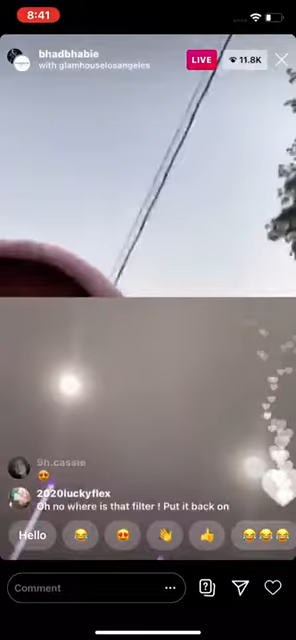 8:41
bhadbhabie
with glamhouselosangeles
LIVE
11.8K
9h.cassie
2020luckyflex
Oh no where is that filter ! Put it back on
Hello
Comment